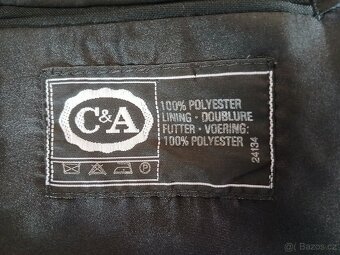 C&A
100% POLYESTER
LINING - DOUBLURE
FUTTER - VOERING:
100% POLYESTER
24134
P
© Bazos.cz